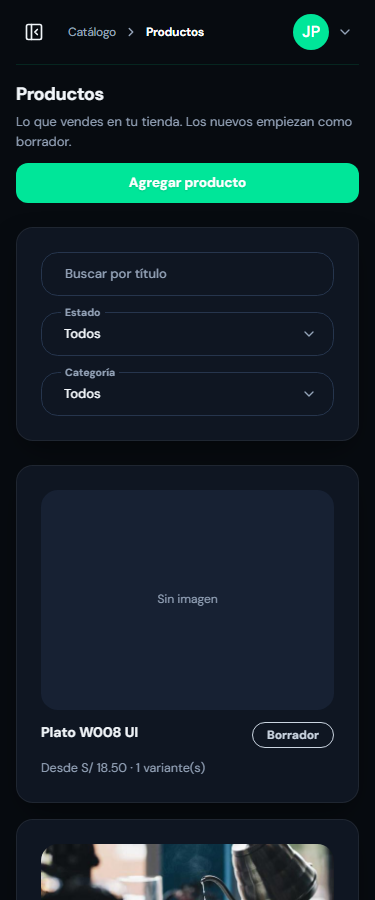 Catálogo > Productos
JP
Productos
Lo que vendes en tu tienda. Los nuevos empiezan como
borrador.
Agregar producto
Buscar por título
Estado
Todos
Categoría
Todos
Sin imagen
Plato W008 UI
Borrador
Desde S/ 18.50 · 1 variante(s)